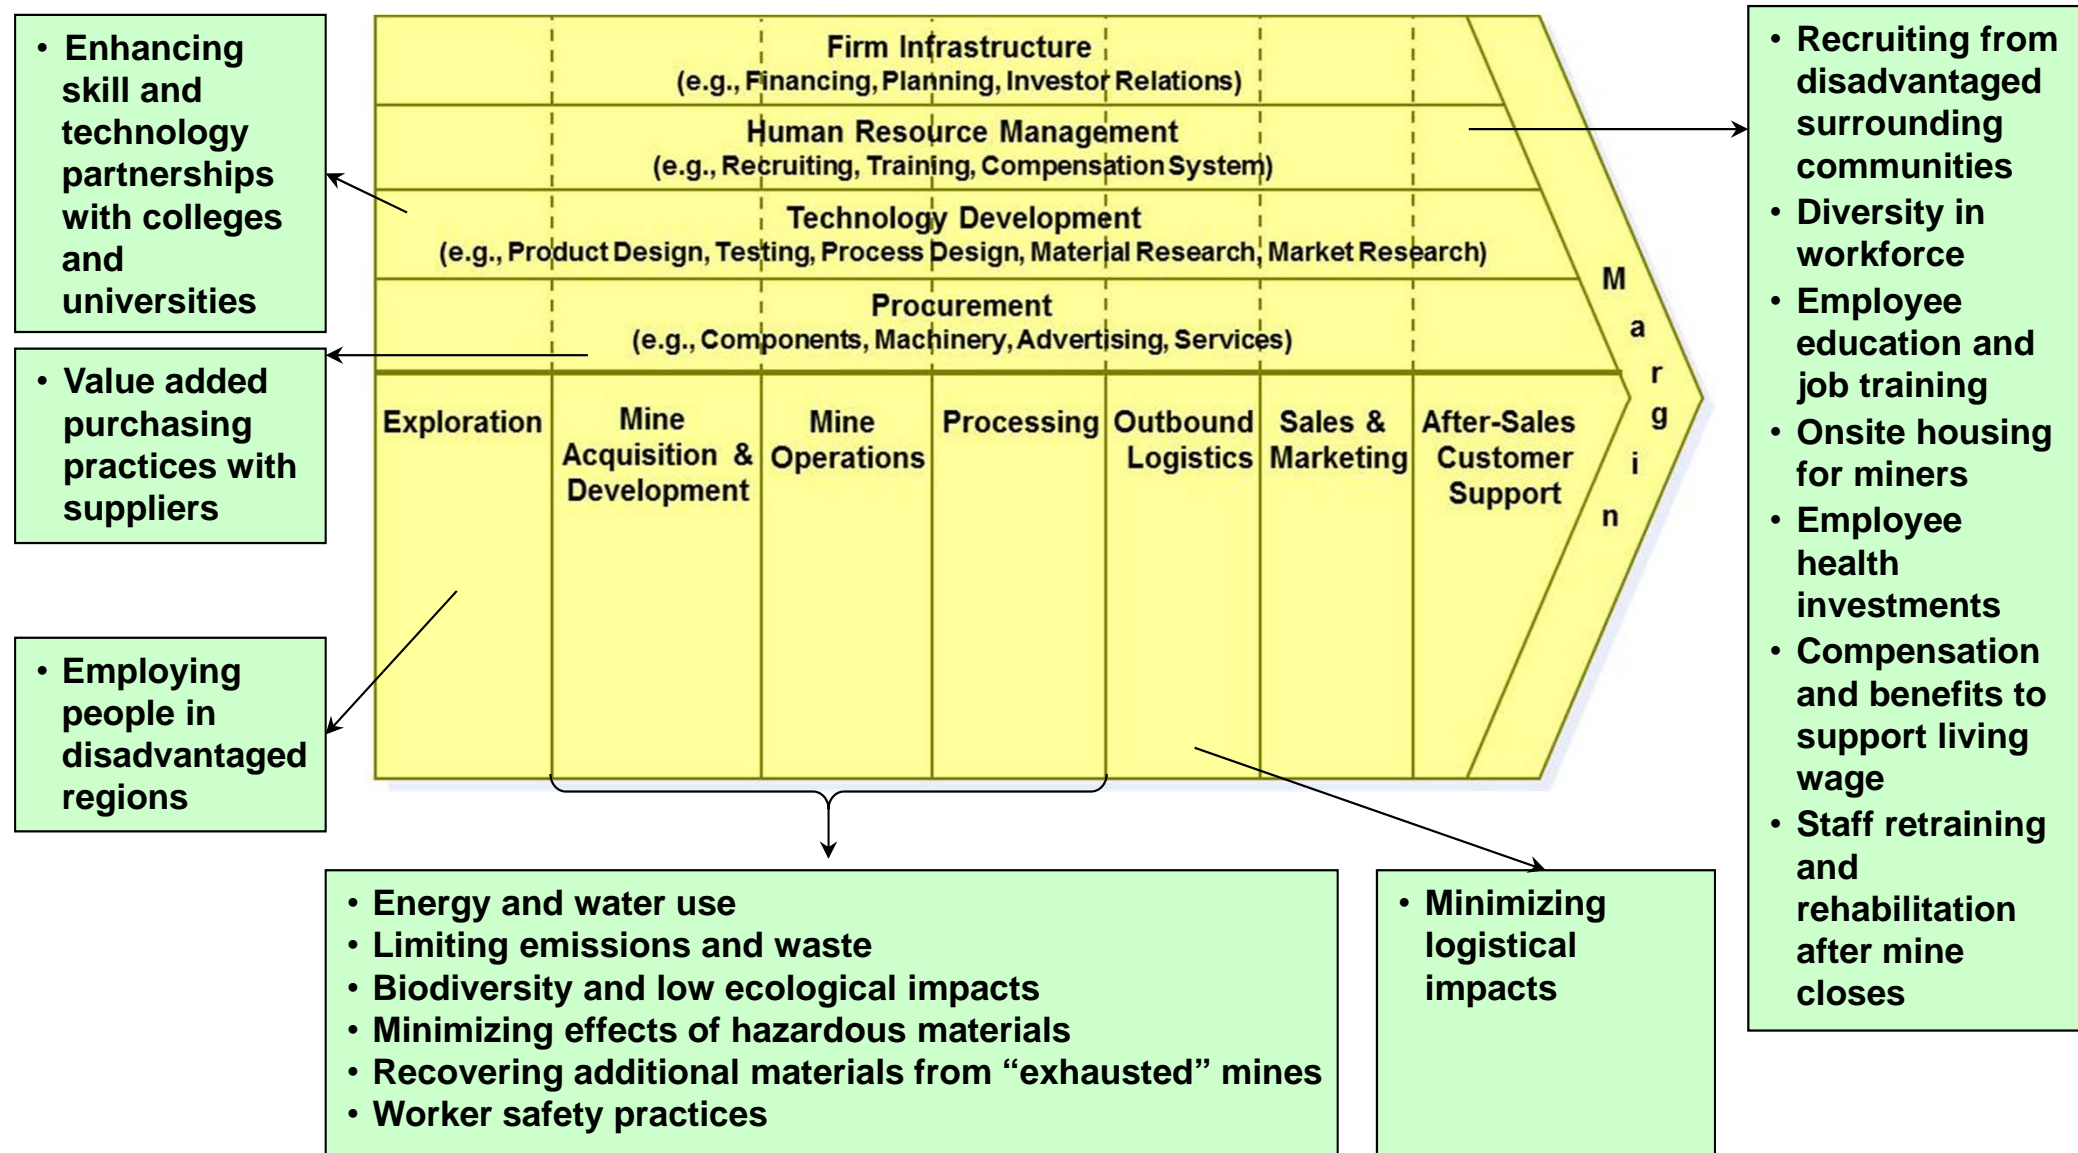 • Enhancing
skill and
technology
partnerships
with colleges
and
universities
• Value added
purchasing
practices with
suppliers
• Employing
people in
disadvantaged
regions
Firm Infrastructure
(e.g., Financing, Planning, Investor Relations)
Human Resource Management
(e.g., Recruiting, Training, Compensation System)
Technology Development
(e.g., Product Design, Testing, Process Design, Material Research, Market Research)
Procurement
(e.g., Components, Machinery, Advertising, Services)
Exploration
Mine
Acquisition &
Development
Mine
Operations
Processing
Outbound
Logistics
Sales &
Marketing
After-Sales
Customer
Support
M
a
r
g
i
n
• Recruiting from
disadvantaged
surrounding
communities
• Diversity in
workforce
• Employee
education and
job training
• Onsite housing
for miners
• Employee
health
investments
• Compensation
and benefits to
support living
wage
• Staff retraining
and
rehabilitation
after mine
closes
• Energy and water use
• Limiting emissions and waste
• Biodiversity and low ecological impacts
• Minimizing effects of hazardous materials
• Recovering additional materials from “exhausted” mines
• Worker safety practices
• Minimizing
logistical
impacts